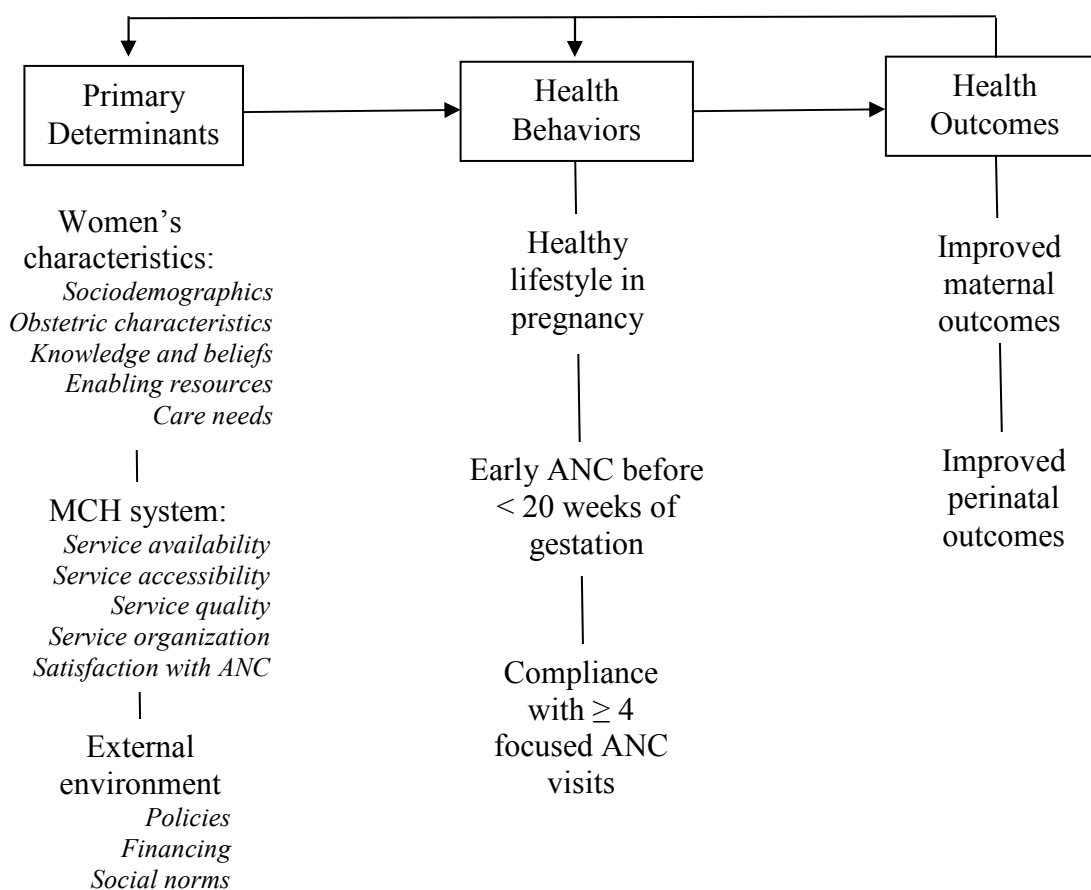 Primary
Determinants
Health
Behaviors
Health
Outcomes
Women’s
characteristics:
Sociodemographics
Obstetric characteristics
Knowledge and beliefs
Enabling resources
Care needs
MCH system:
Service availability
Service accessibility
Service quality
Service organization
Satisfaction with ANC
External
environment
Policies
Financing
Social norms
Healthy
lifestyle in
pregnancy
Early ANC before
< 20 weeks of
gestation
Compliance
with ≥ 4
focused ANC
visits
Improved
maternal
outcomes
Improved
perinatal
outcomes